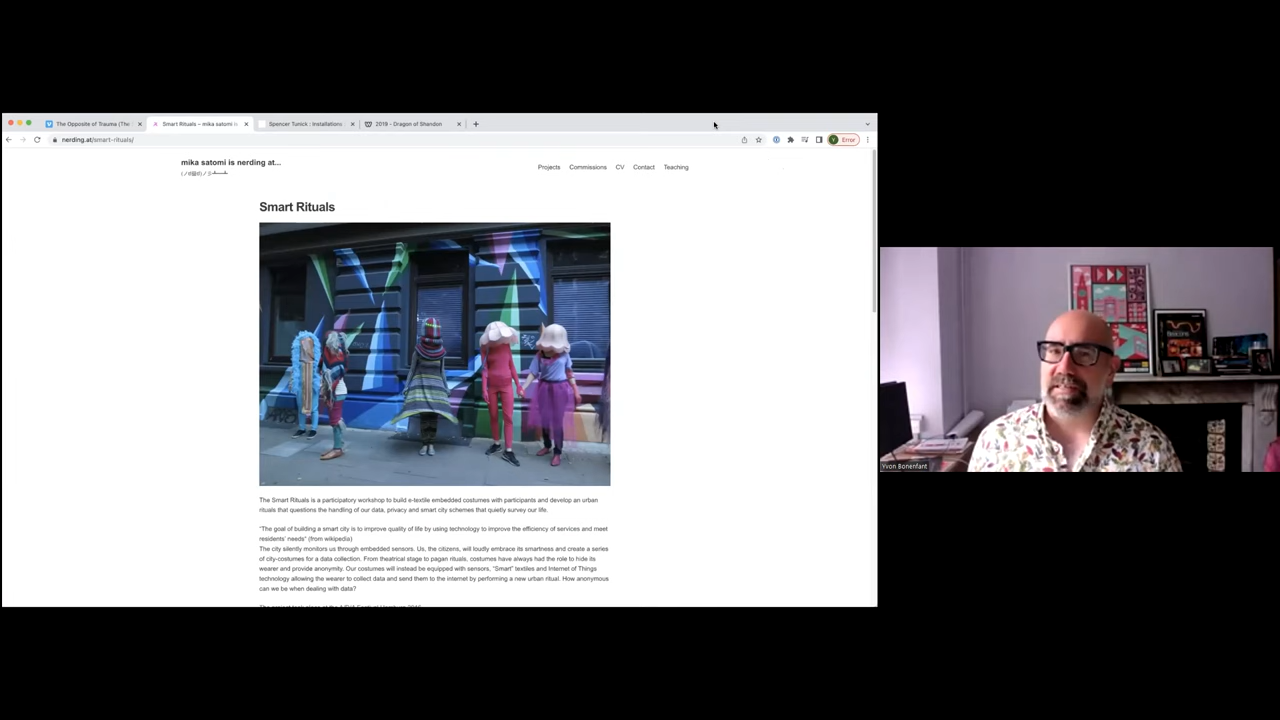 The Opposite of Trauma (The
Smart Rituals – mika satomi is
Spencer Tunick : Installations
2019 – Dragon of Shandon
nerding.at/smart-rituals/
Error
mika satomi is nerding at...
Projects
Commissions
CV
Contact
Teaching
Smart Rituals
The Smart Rituals is a participatory workshop to build e-textile embedded costumes with participants and develop an urban
rituals that questions the handling of our data, privacy and smart city schemes that quietly survey our life.
"The goal of building a smart city is to improve quality of life by using technology to improve the efficiency of services and meet
residents' needs" (from wikipedia)
The city silently monitors us through embedded sensors. Us, the citizens, will loudly embrace its smartness and create a series
of city-costumes for a data collection. From theatrical stage to pagan rituals, costumes have always had the role to hide its
wearer and provide anonymity. Our costumes will instead be equipped with sensors, "Smart" textiles and Internet of Things
technology allowing the wearer to collect data and send them to the internet by performing a new urban ritual. How anonymous
can we be when dealing with data?
Yvon Bonenfant